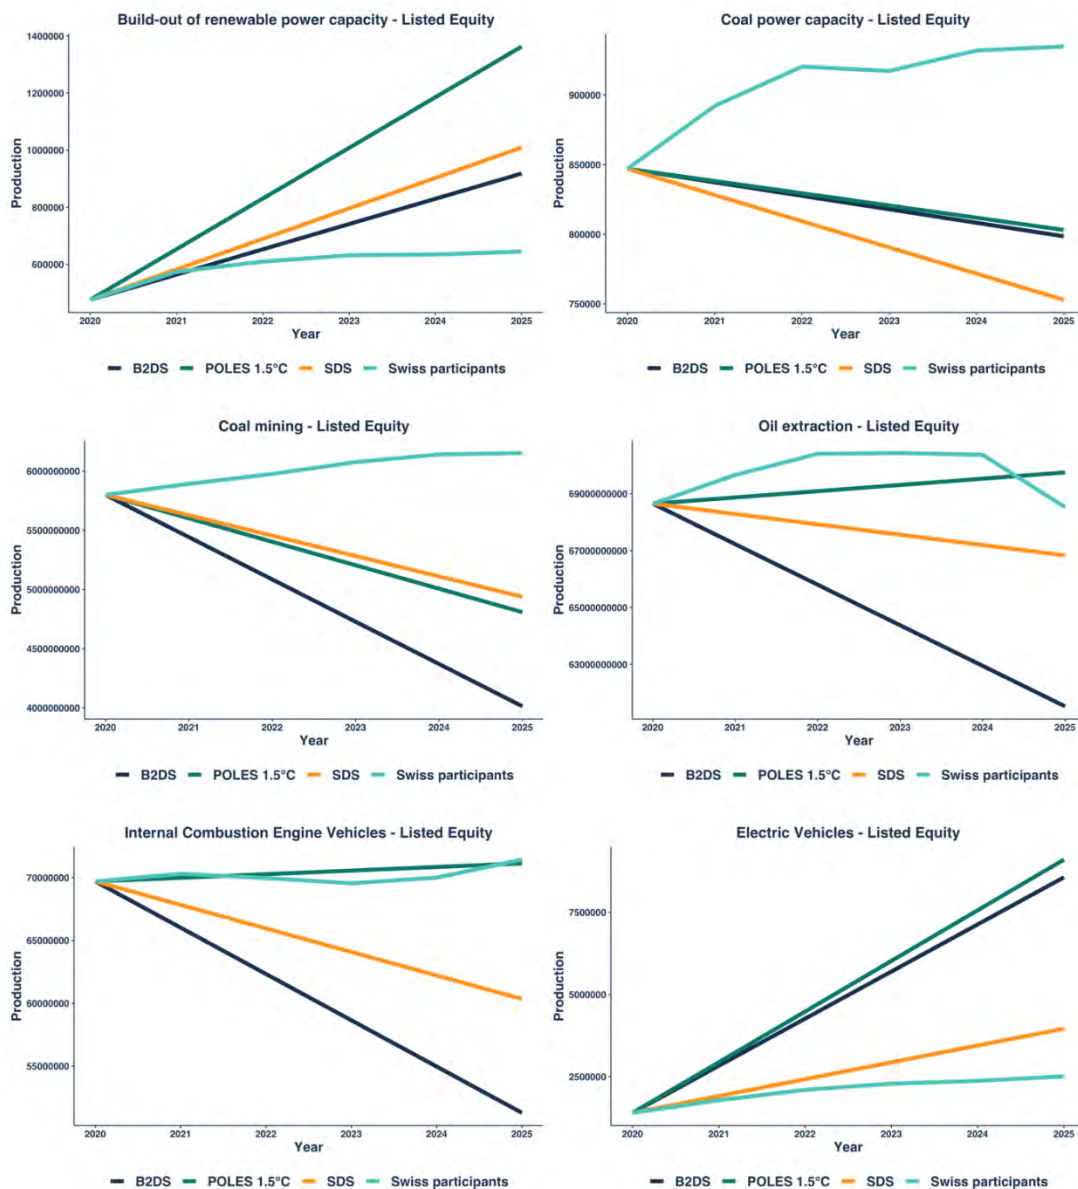 Build-out of renewable power capacity - Listed Equity
1400000
1200000
1000000
800000
600000
Production
2020 2021 2022 2023 2024 2025
Year
B2DS POLES 1.5°C SDS Swiss participants
Coal power capacity - Listed Equity
900000
850000
800000
750000
Production
2020 2021 2022 2023 2024 2025
Year
B2DS POLES 1.5°C SDS Swiss participants
Coal mining - Listed Equity
6000000000
5500000000
5000000000
4500000000
4000000000
Production
2020 2021 2022 2023 2024 2025
Year
B2DS POLES 1.5°C SDS Swiss participants
Oil extraction - Listed Equity
69000000000
67000000000
65000000000
63000000000
Production
2020 2021 2022 2023 2024 2025
Year
B2DS POLES 1.5°C SDS Swiss participants
Internal Combustion Engine Vehicles - Listed Equity
70000000
65000000
60000000
55000000
Production
2020 2021 2022 2023 2024 2025
Year
B2DS POLES 1.5°C SDS Swiss participants
Electric Vehicles - Listed Equity
7500000
5000000
2500000
Production
2020 2021 2022 2023 2024 2025
Year
B2DS POLES 1.5°C SDS Swiss participants